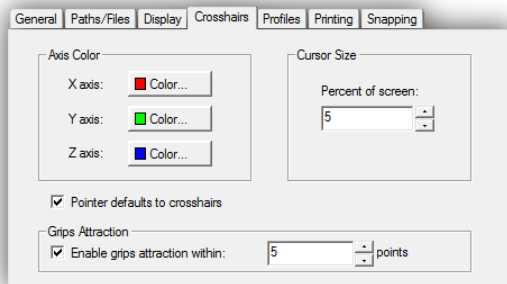 General Paths/Files Display Crosshairs Profiles Printing Snapping
Axis Color Cursor Size
X axis: Color...
Percent of screen:
Y axis: Color... 5
Z axis: Color...
Pointer defaults to crosshairs
Grips Attraction
Enable grips attraction within: 5 points